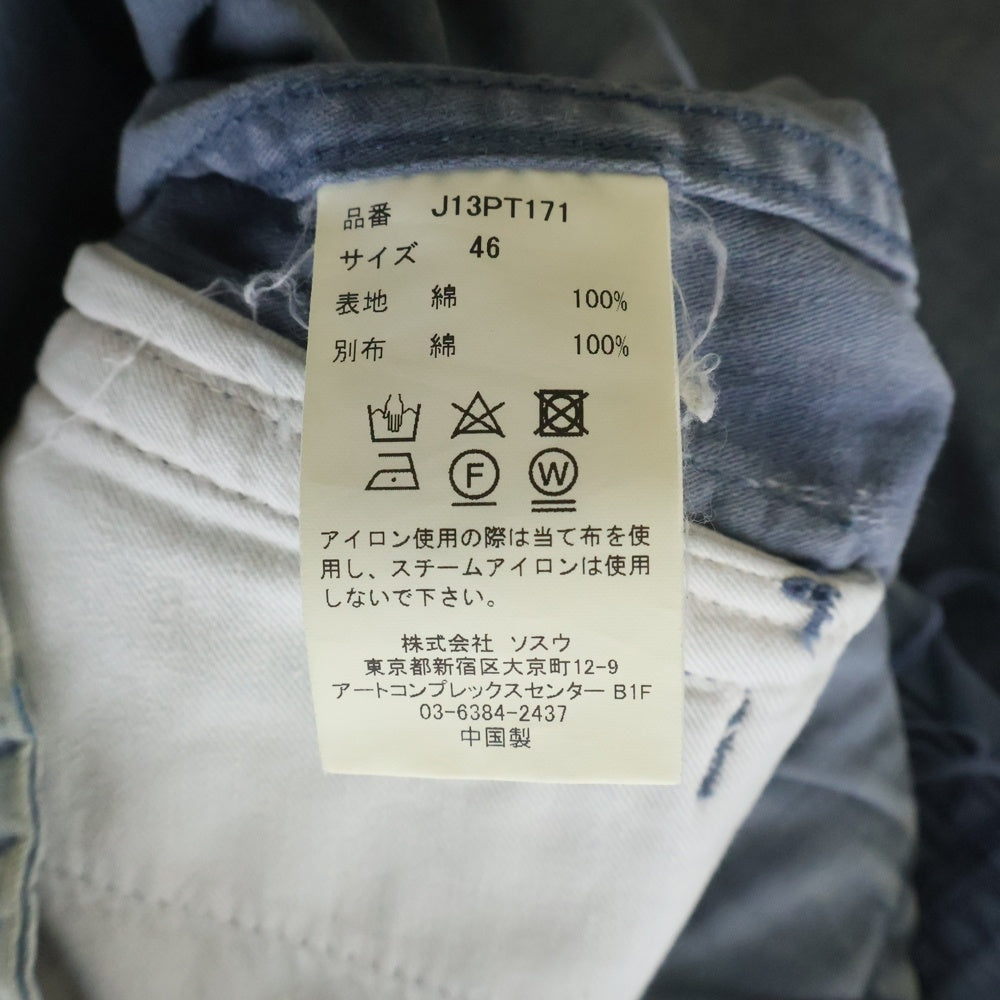 品番 J13PT171
サイズ 46
表地 綿 100%
別布 綿 100%
F W
アイロン使用の際は当て布を使
用し、スチームアイロンは使用
しないで下さい。
株式会社 ソスウ
東京都新宿区大京町12-9
アートコンプレックスセンター B1F
03-6384-2437
中国製